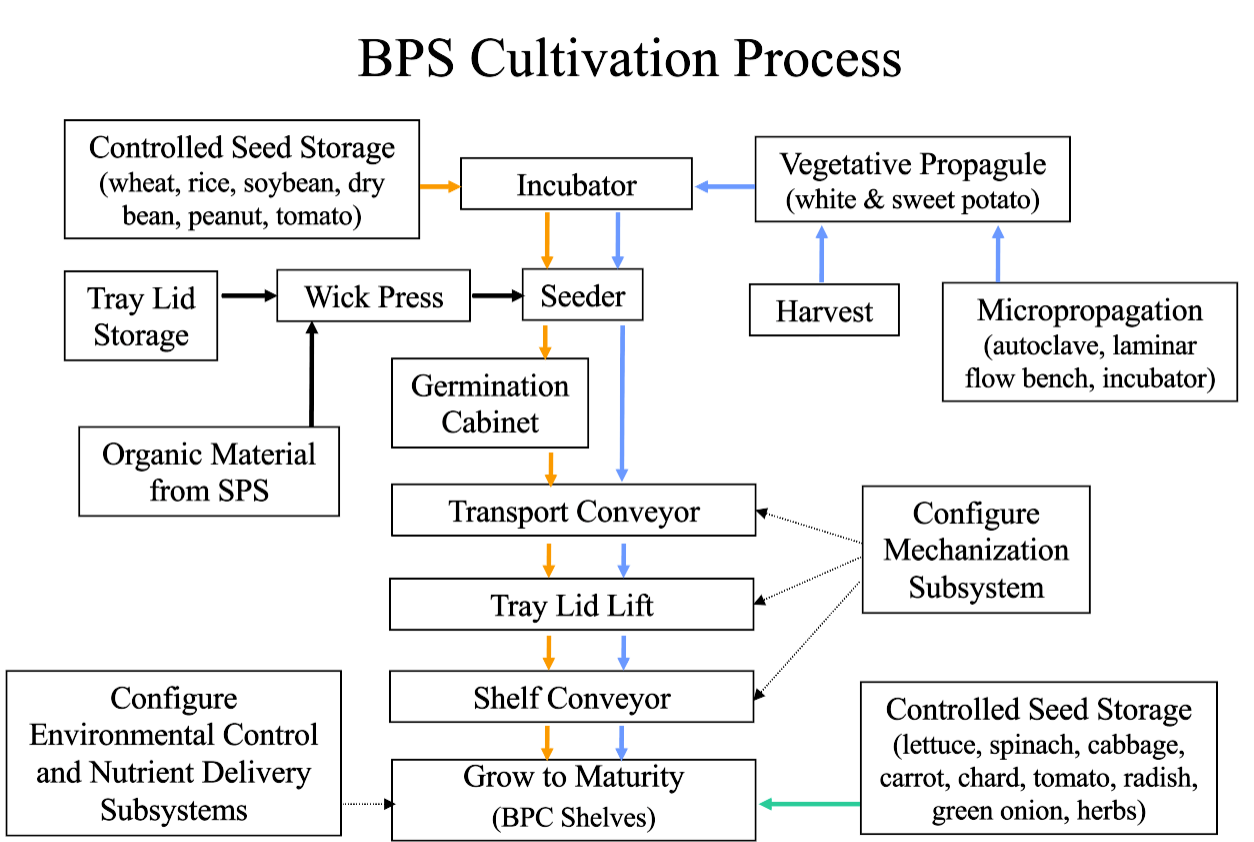 BPS Cultivation Process
Controlled Seed Storage
(wheat, rice, soybean, dry
bean, peanut, tomato)
Incubator
Vegetative Propagule
(white & sweet potato)
Tray Lid
Storage
Wick Press
Seeder
Harvest
Micropropagation
(autoclave, laminar
flow bench, incubator)
Germination
Cabinet
Organic Material
from SPS
Transport Conveyor
Configure
Mechanization
Subsystem
Tray Lid Lift
Shelf Conveyor
Configure
Environmental Control
and Nutrient Delivery
Subsystems
Grow to Maturity
(BPC Shelves)
Controlled Seed Storage
(lettuce, spinach, cabbage,
carrot, chard, tomato, radish,
green onion, herbs)